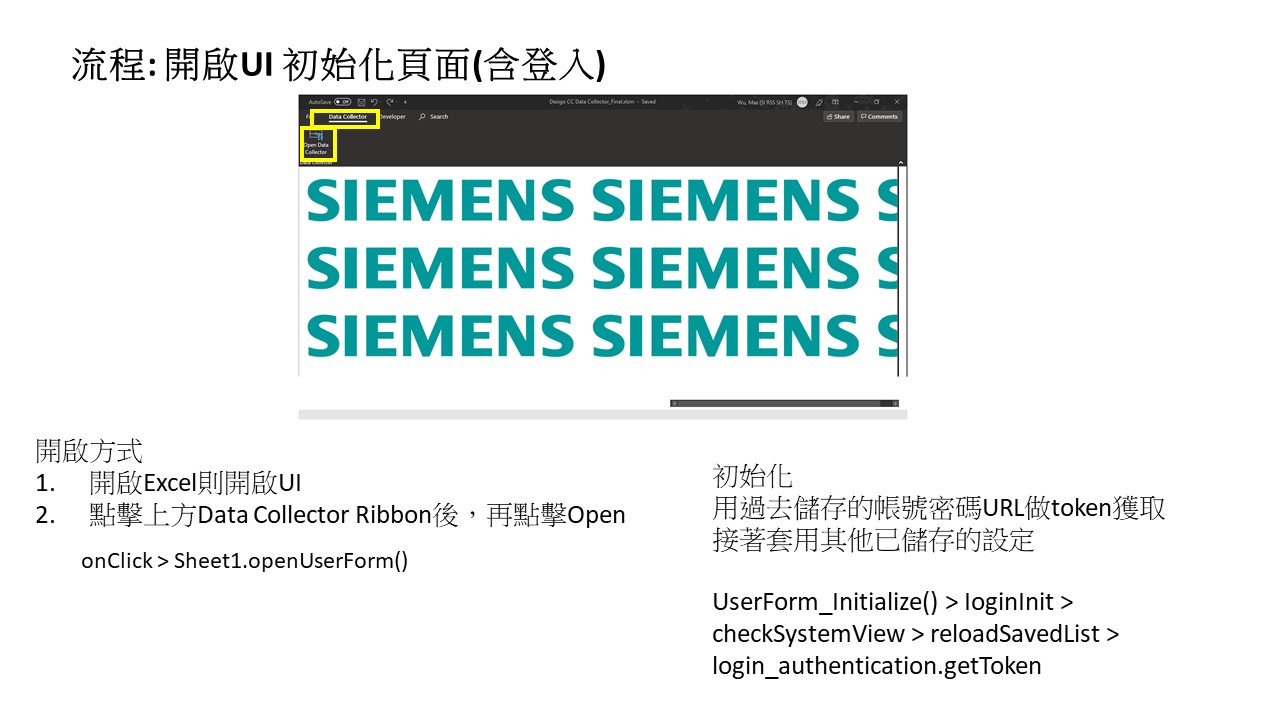 流程: 開啟UI 初始化頁面(含登入)
AutoSave Off
Desigo CC Data Collector_Final.xlsm - Saved
Wu, Max (SI RSS SH TS)
Data Collector
Developer
Search
Share
Comments
Open Data
Collector
SIEMENS SIEMENS S
SIEMENS SIEMENS S
SIEMENS SIEMENS S
開啟方式
1. 開啟Excel則開啟UI
2. 點擊上方Data Collector Ribbon後，再點擊Open
onClick > Sheet1.openUserForm()
初始化
用過去儲存的帳號密碼URL做token獲取
接著套用其他已儲存的設定
UserForm_Initialize() > loginInit >
checkSystemView > reloadSavedList >
login_authentication.getToken